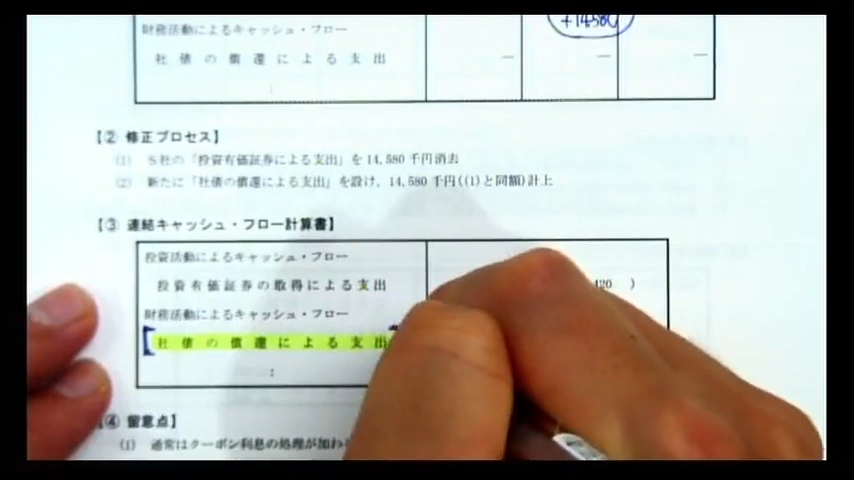 +14580
財務活動によるキャッシュ・フロー
社債の償還による支出 — — —
:
【② 修正プロセス】
(1) S社の「投資有価証券による支出」を 14,580 千円消去
(2) 新たに「社債の償還による支出」を設け, 14,580 千円((1)と同額)計上
【③ 連結キャッシュ・フロー計算書】
投資活動によるキャッシュ・フロー
投資有価証券の取得による支出 420 )
財務活動によるキャッシュ・フロー
社債の償還による支出
:
【④ 留意点】
(1) 通常はクーポン利息の処理が加わ